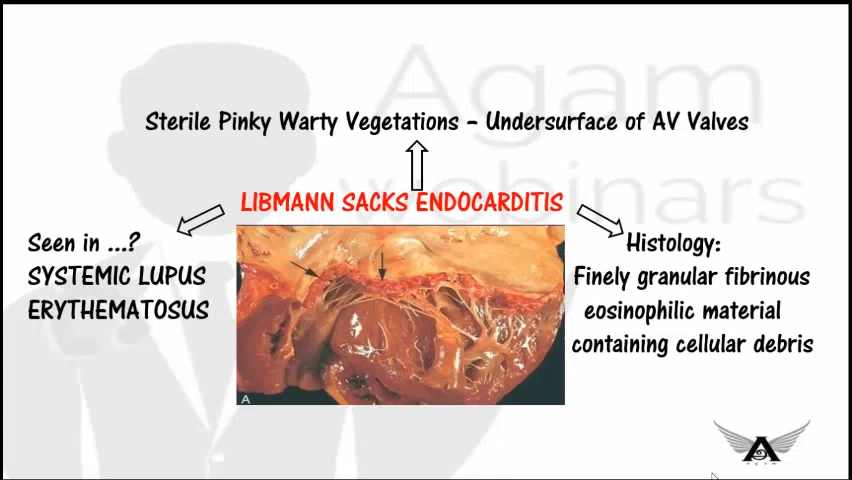 Agam
webinars
Sterile Pinky Warty Vegetations - Undersurface of AV Valves
LIBMANN SACKS ENDOCARDITIS
Seen in ...?
SYSTEMIC LUPUS
ERYTHEMATOSUS
Histology:
Finely granular fibrinous
eosinophilic material
containing cellular debris
A
agam